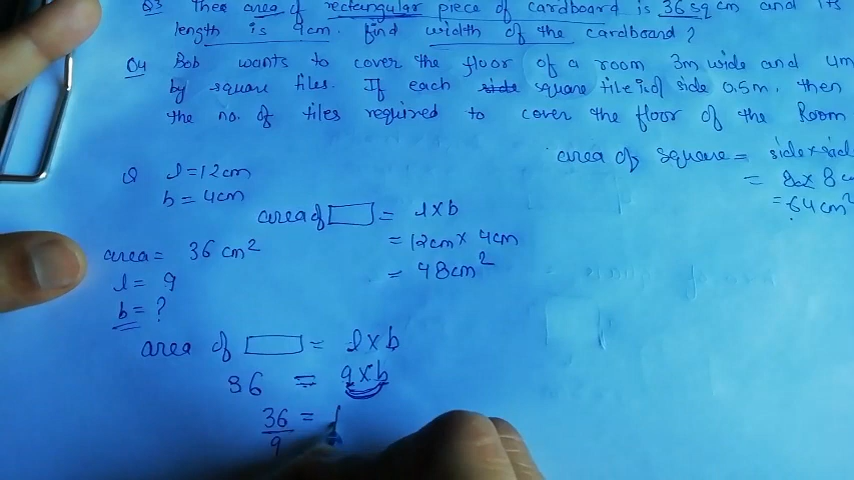 Q3 Thee area of rectangular piece of cardboard is 36 sq cm and its
length is 9cm. find width of the cardboard?
Q4 Bob wants to cover the floor of a room 3m wide and 4m
by square tiles. If each side square tile is of side 0.5m, then
the no. of tiles required to cover the floor of the Room
area of square = side x sid
= 8 x 8 cm
= 64 cm²
l = 12cm
b = 4cm
area of = l x b
= 12cm x 4cm
= 48cm²
area = 36 cm²
l = 9
b = ?
area of = l x b
36 = 9 x b
36/9 =